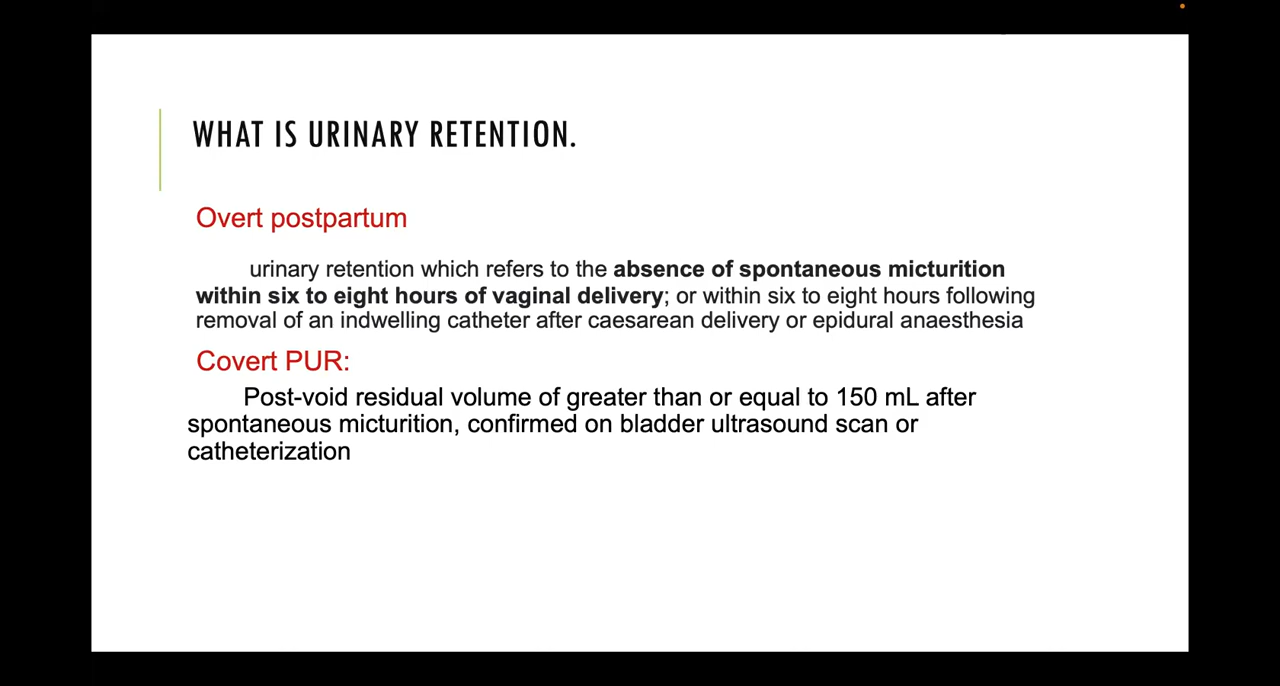 WHAT IS URINARY RETENTION.
Overt postpartum
urinary retention which refers to the absence of spontaneous micturition
within six to eight hours of vaginal delivery; or within six to eight hours following
removal of an indwelling catheter after caesarean delivery or epidural anaesthesia
Covert PUR:
Post-void residual volume of greater than or equal to 150 mL after
spontaneous micturition, confirmed on bladder ultrasound scan or
catheterization